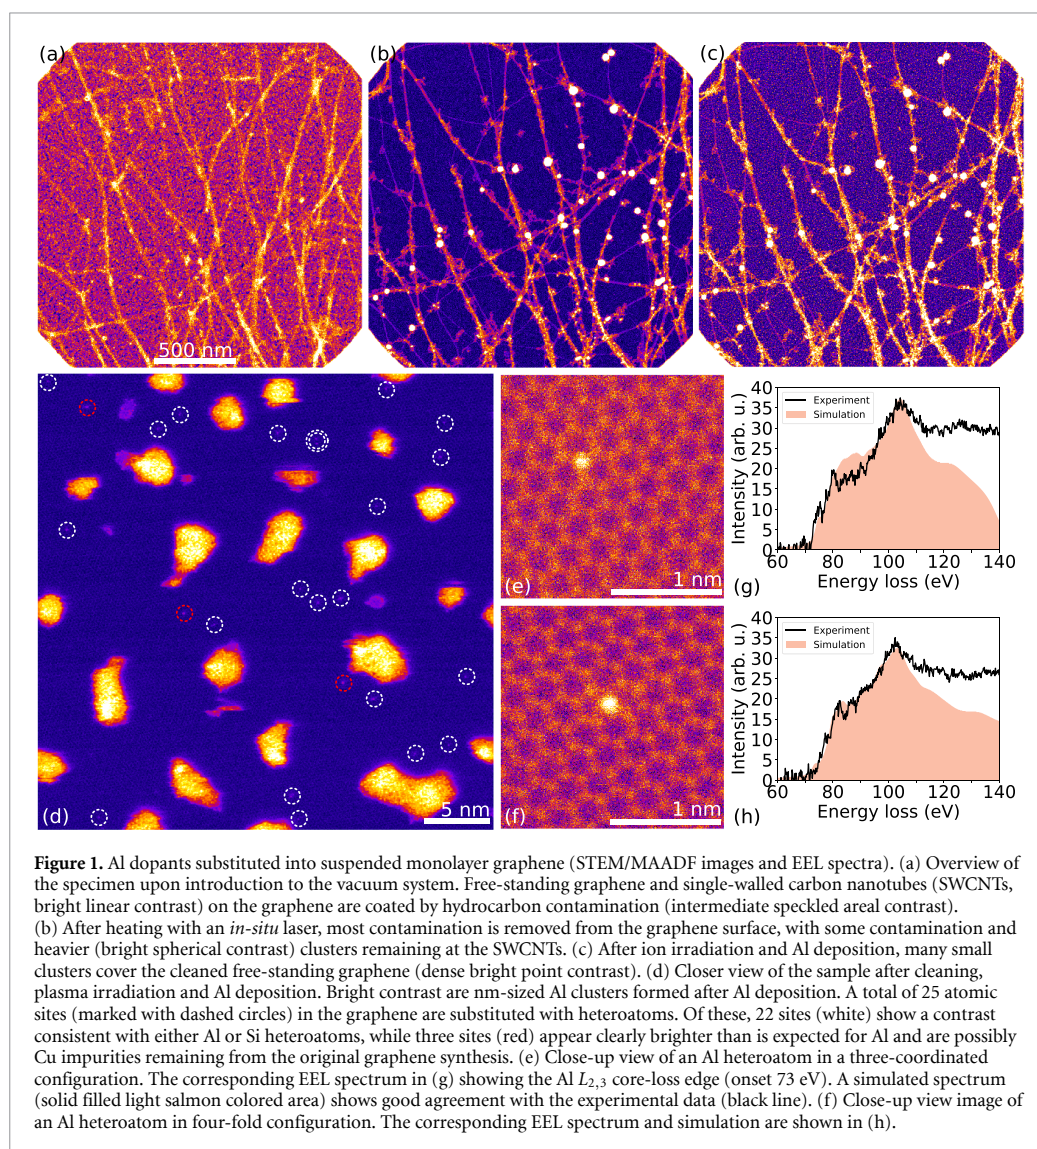 (a)
(b)
(c)
500 nm
(d)
5 nm
(e)
1 nm
(f)
1 nm
Intensity (arb. u.)
40
35
30
25
20
15
10
5
0
Experiment
Simulation
60 80 100 120 140
(g)
Energy loss (eV)
Intensity (arb. u.)
40
35
30
25
20
15
10
5
0
Experiment
Simulation
60 80 100 120 140
(h)
Energy loss (eV)
Figure 1. Al dopants substituted into suspended monolayer graphene (STEM/MAADF images and EEL spectra). (a) Overview of
the specimen upon introduction to the vacuum system. Free-standing graphene and single-walled carbon nanotubes (SWCNTs,
bright linear contrast) on the graphene are coated by hydrocarbon contamination (intermediate speckled areal contrast).
(b) After heating with an in-situ laser, most contamination is removed from the graphene surface, with some contamination and
heavier (bright spherical contrast) clusters remaining at the SWCNTs. (c) After ion irradiation and Al deposition, many small
clusters cover the cleaned free-standing graphene (dense bright point contrast). (d) Closer view of the sample after cleaning,
plasma irradiation and Al deposition. Bright contrast are nm-sized Al clusters formed after Al deposition. A total of 25 atomic
sites (marked with dashed circles) in the graphene are substituted with heteroatoms. Of these, 22 sites (white) show a contrast
consistent with either Al or Si heteroatoms, while three sites (red) appear clearly brighter than is expected for Al and are possibly
Cu impurities remaining from the original graphene synthesis. (e) Close-up view of an Al heteroatom in a three-coordinated
configuration. The corresponding EEL spectrum in (g) showing the Al L2,3 core-loss edge (onset 73 eV). A simulated spectrum
(solid filled light salmon colored area) shows good agreement with the experimental data (black line). (f) Close-up view image of
an Al heteroatom in four-fold configuration. The corresponding EEL spectrum and simulation are shown in (h).